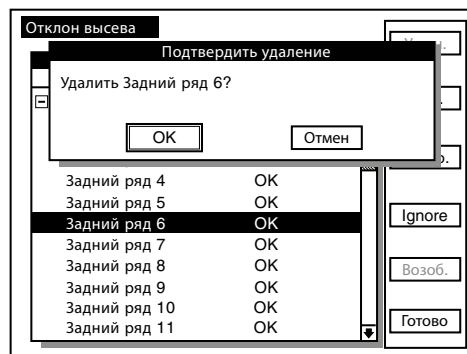 Отклон высева
Подтвердить удаление
Удалить Задний ряд 6?
OK
Отмен
Задний ряд 4 OK
Задний ряд 5 OK
Задний ряд 6 OK
Задний ряд 7 OK
Задний ряд 8 OK
Задний ряд 9 OK
Задний ряд 10 OK
Задний ряд 11 OK
Ignore
Возоб.
Готово